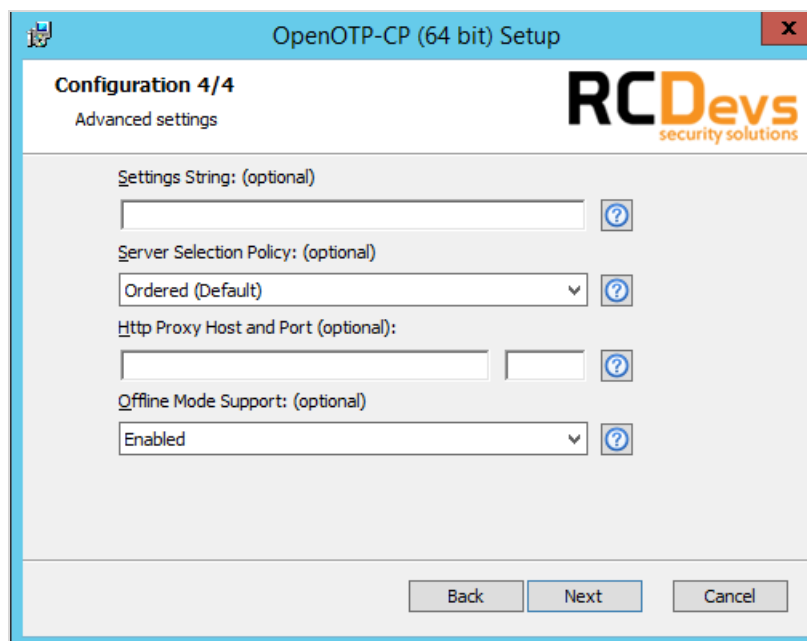 OpenOTP-CP (64 bit) Setup
x
Configuration 4/4
Advanced settings
RCDevs
security solutions
Settings String: (optional)
?
Server Selection Policy: (optional)
Ordered (Default)
?
Http Proxy Host and Port (optional):
?
Offline Mode Support: (optional)
Enabled
?
Back Next Cancel